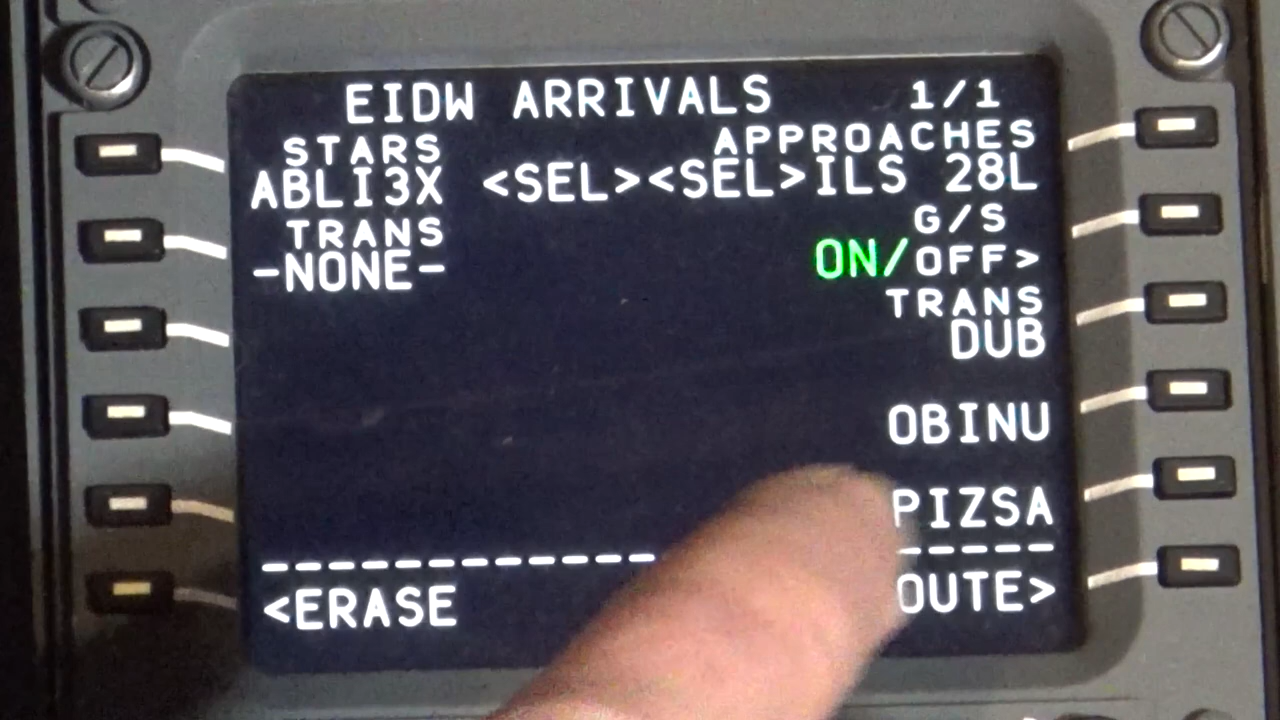 EIDW ARRIVALS 1/1
STARS APPROACHES
ABLI3X <SEL><SEL>ILS 28L
TRANS G/S
-NONE- ON/OFF>
TRANS
DUB
OBINU
PIZSA
------------- -----
<ERASE OUTE>